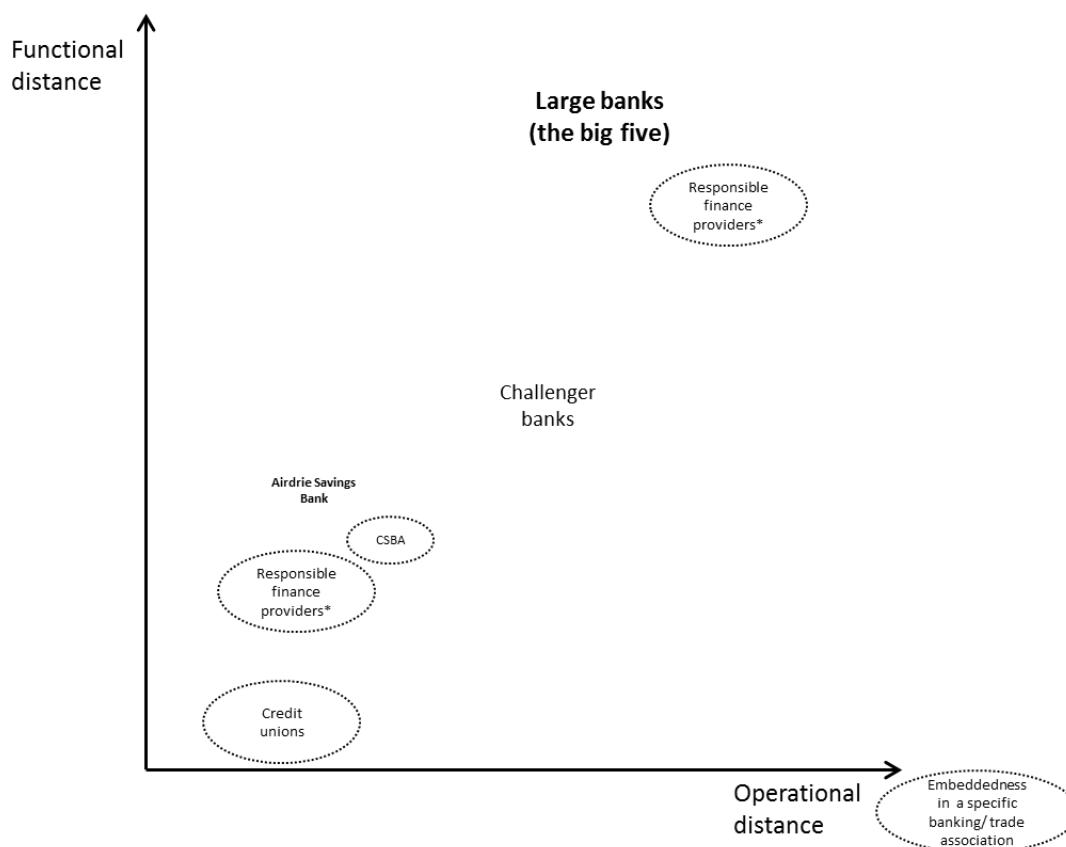 Functional
distance
Large banks
(the big five)
Responsible
finance
providers*
Challenger
banks
Airdrie Savings
Bank
CSBA
Responsible
finance
providers*
Credit
unions
Operational
distance
Embeddedness
in a specific
banking/ trade
association